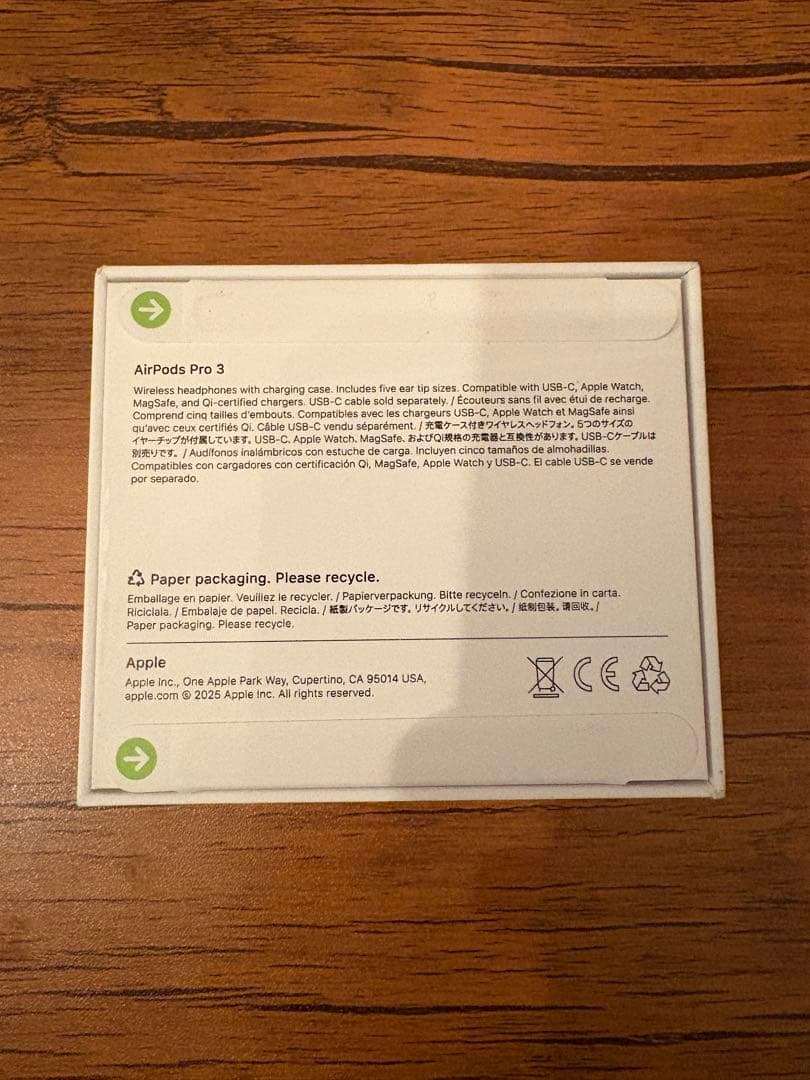 AirPods Pro 3
Wireless headphones with charging case. Includes five ear tip sizes. Compatible with USB-C, Apple Watch,
MagSafe, and Qi-certified chargers. USB-C cable sold separately. / Écouteurs sans fil avec étui de recharge.
Comprend cinq tailles d'embouts. Compatibles avec les chargeurs USB-C, Apple Watch et MagSafe ainsi
qu'avec ceux certifiés Qi. Câble USB-C vendu séparément. / 充電ケース付きワイヤレスヘッドフォン。5つのサイズの
イヤーチップが付属しています。USB-C、Apple Watch、MagSafe、およびQi規格の充電器と互換性があります。USB-Cケーブルは
別売りです。/ Audífonos inalámbricos con estuche de carga. Incluyen cinco tamaños de almohadillas.
Compatibles con cargadores con certificación Qi, MagSafe, Apple Watch y USB-C. El cable USB-C se vende
por separado.
Paper packaging. Please recycle.
Emballage en papier. Veuillez le recycler. / Papierverpackung. Bitte recyceln. / Confezione in carta.
Riciclala. / Embalaje de papel. Recicla. / 紙製パッケージです。リサイクルしてください。/ 纸制包装。请回收。/
Paper packaging. Please recycle.
Apple
Apple Inc., One Apple Park Way, Cupertino, CA 95014 USA,
apple.com © 2025 Apple Inc. All rights reserved.
CE